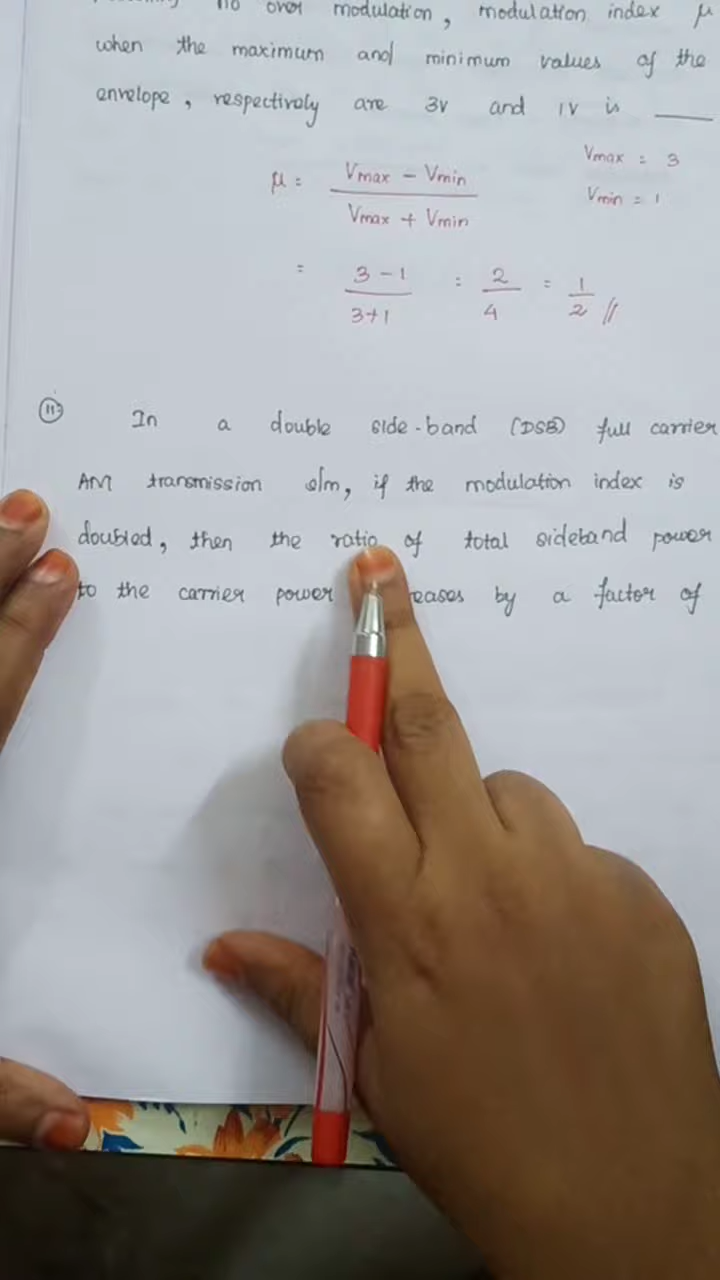 no over modulation, modulation index μ
when the maximum and minimum values of the
envelope, respectively are 3V and 1V is ____
μ = Vmax - Vmin / Vmax + Vmin
Vmax = 3
Vmin = 1
= 3-1 / 3+1 = 2/4 = 1/2 //
11: In a double side-band (DSB) full carrier
AM transmission s/m, if the modulation index is
doubled, then the ratio of total sideband power
to the carrier power eases by a factor of